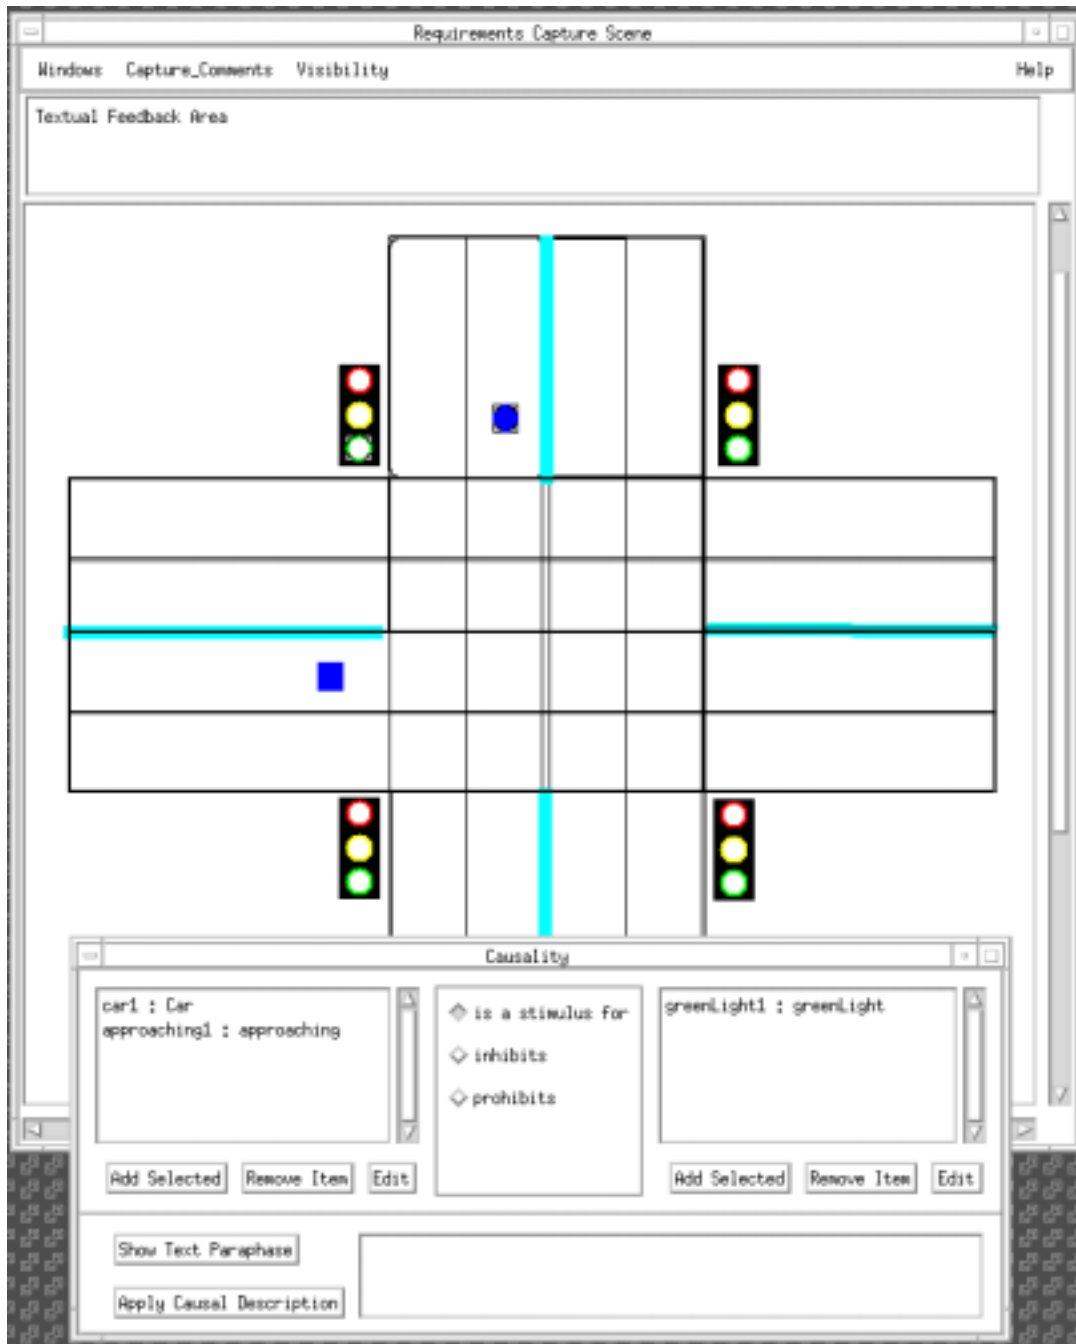 Requirements Capture Scene
Windows Capture_Comments Visibility Help
Textual Feedback Area
Causality
car1 : Car
approaching1 : approaching
is a stimulus for
inhibits
prohibits
greenLight1 : greenLight
Add Selected Remove Item Edit
Add Selected Remove Item Edit
Show Text Paraphase
Apply Causal Description